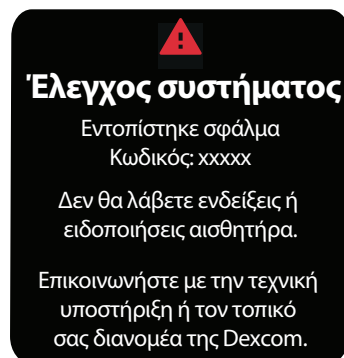 Έλεγχος συστήματος
Εντοπίστηκε σφάλμα
Κωδικός: xxxxx
Δεν θα λάβετε ενδείξεις ή
ειδοποιήσεις αισθητήρα.
Επικοινωνήστε με την τεχνική
υποστήριξη ή τον τοπικό
σας διανομέα της Dexcom.